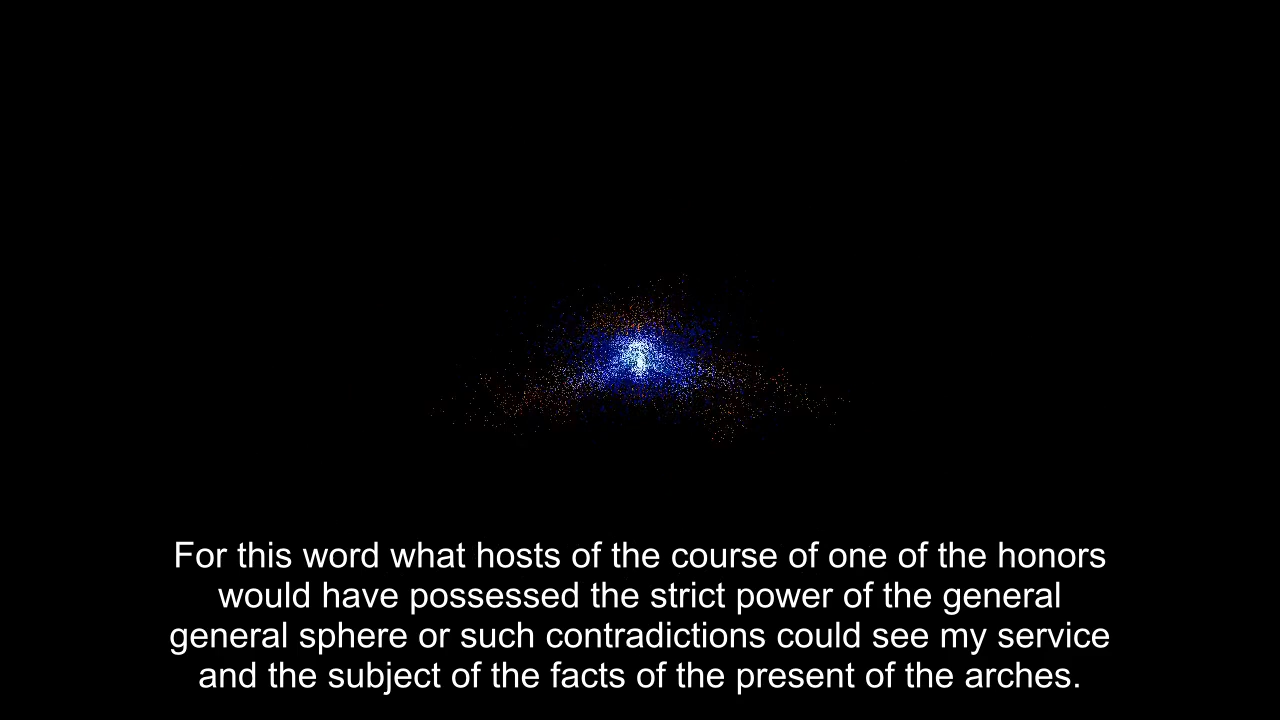 For this word what hosts of the course of one of the honors
would have possessed the strict power of the general
general sphere or such contradictions could see my service
and the subject of the facts of the present of the arches.